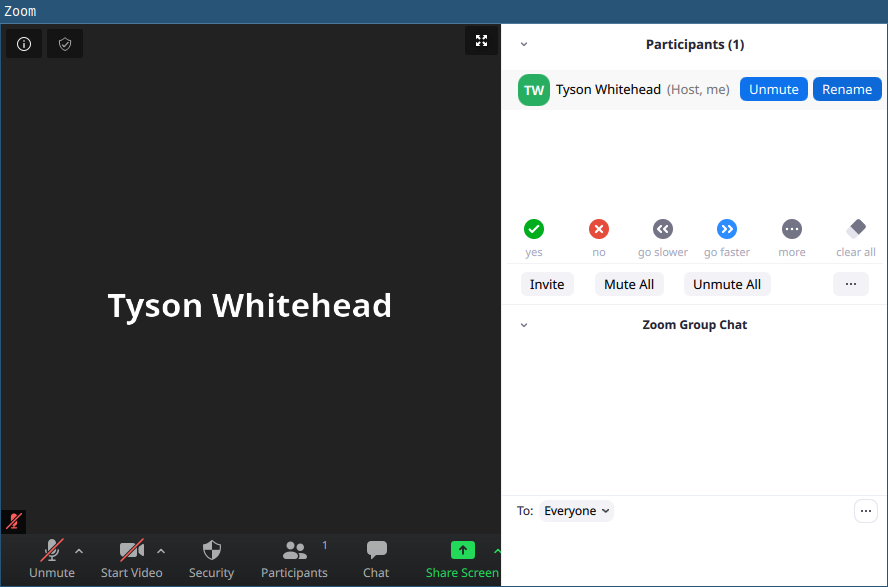 Zoom
Participants (1)
TW Tyson Whitehead (Host, me) Unmute Rename
yes no go slower go faster more clear all
Invite Mute All Unmute All
Tyson Whitehead
Zoom Group Chat
To: Everyone
1
Unmute Start Video Security Participants Chat Share Screen